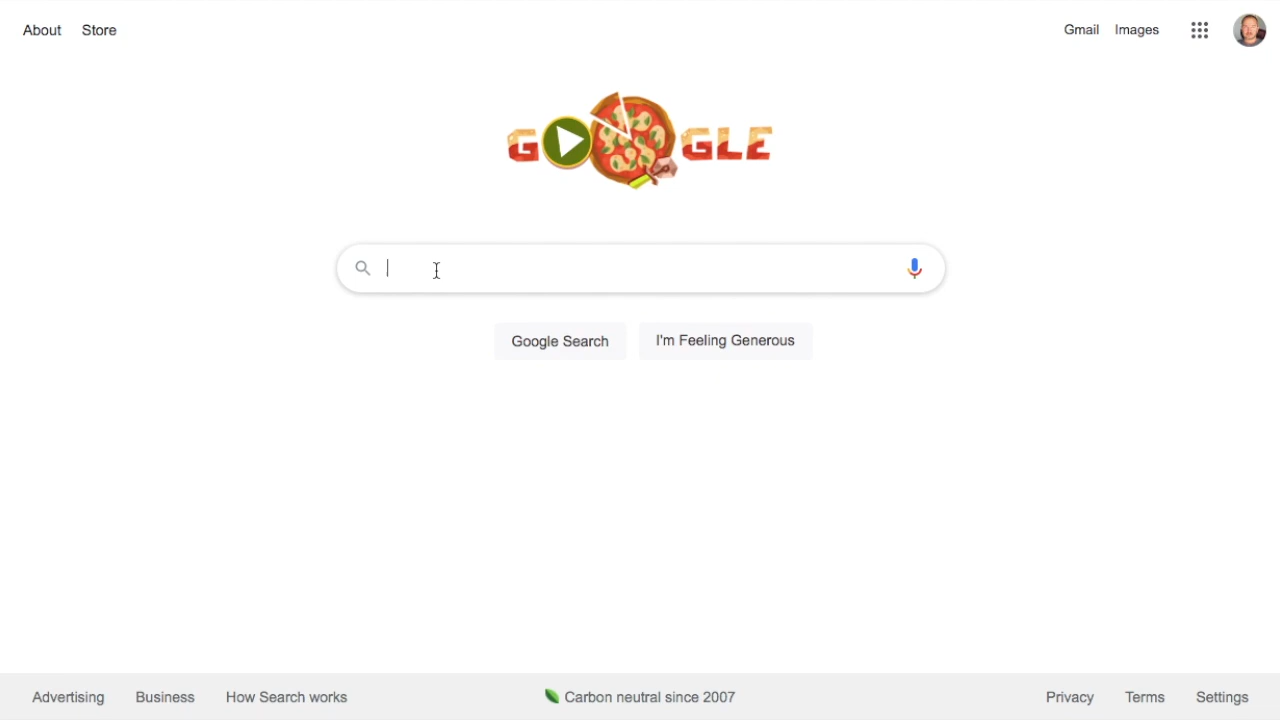 About Store Gmail Images
GOOGLE
Google Search I'm Feeling Generous
Advertising Business How Search works Carbon neutral since 2007 Privacy Terms Settings